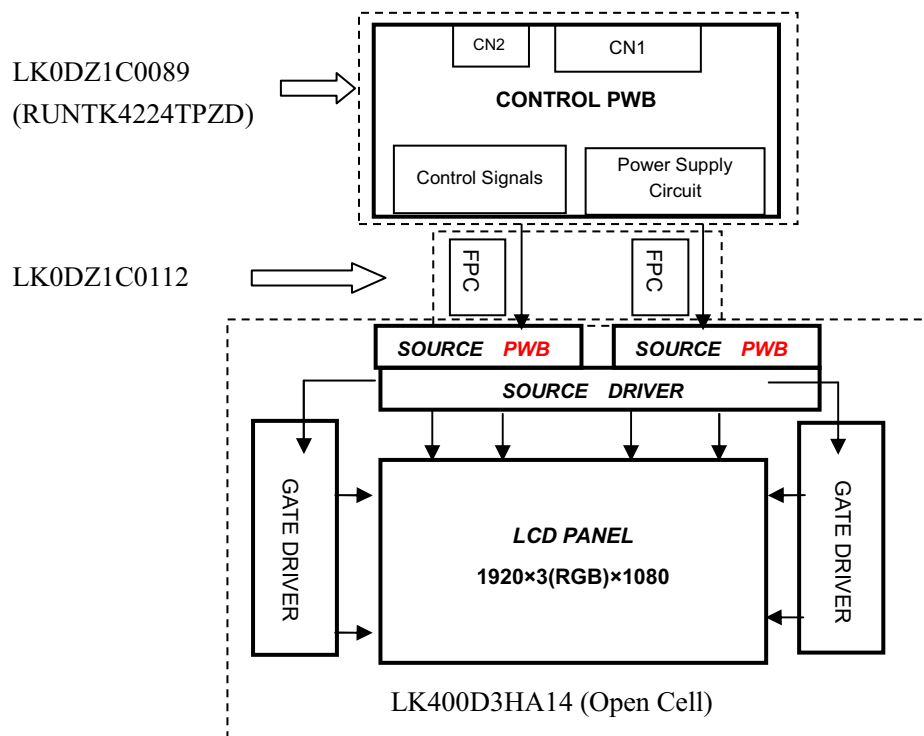 CN2
CN1
LK0DZ1C0089
(RUNTK4224TPZD)
CONTROL PWB
Control Signals
Power Supply
Circuit
LK0DZ1C0112
FPC
FPC
SOURCE PWB
SOURCE PWB
SOURCE DRIVER
GATE DRIVER
GATE DRIVER
LCD PANEL
1920×3(RGB)×1080
LK400D3HA14 (Open Cell)